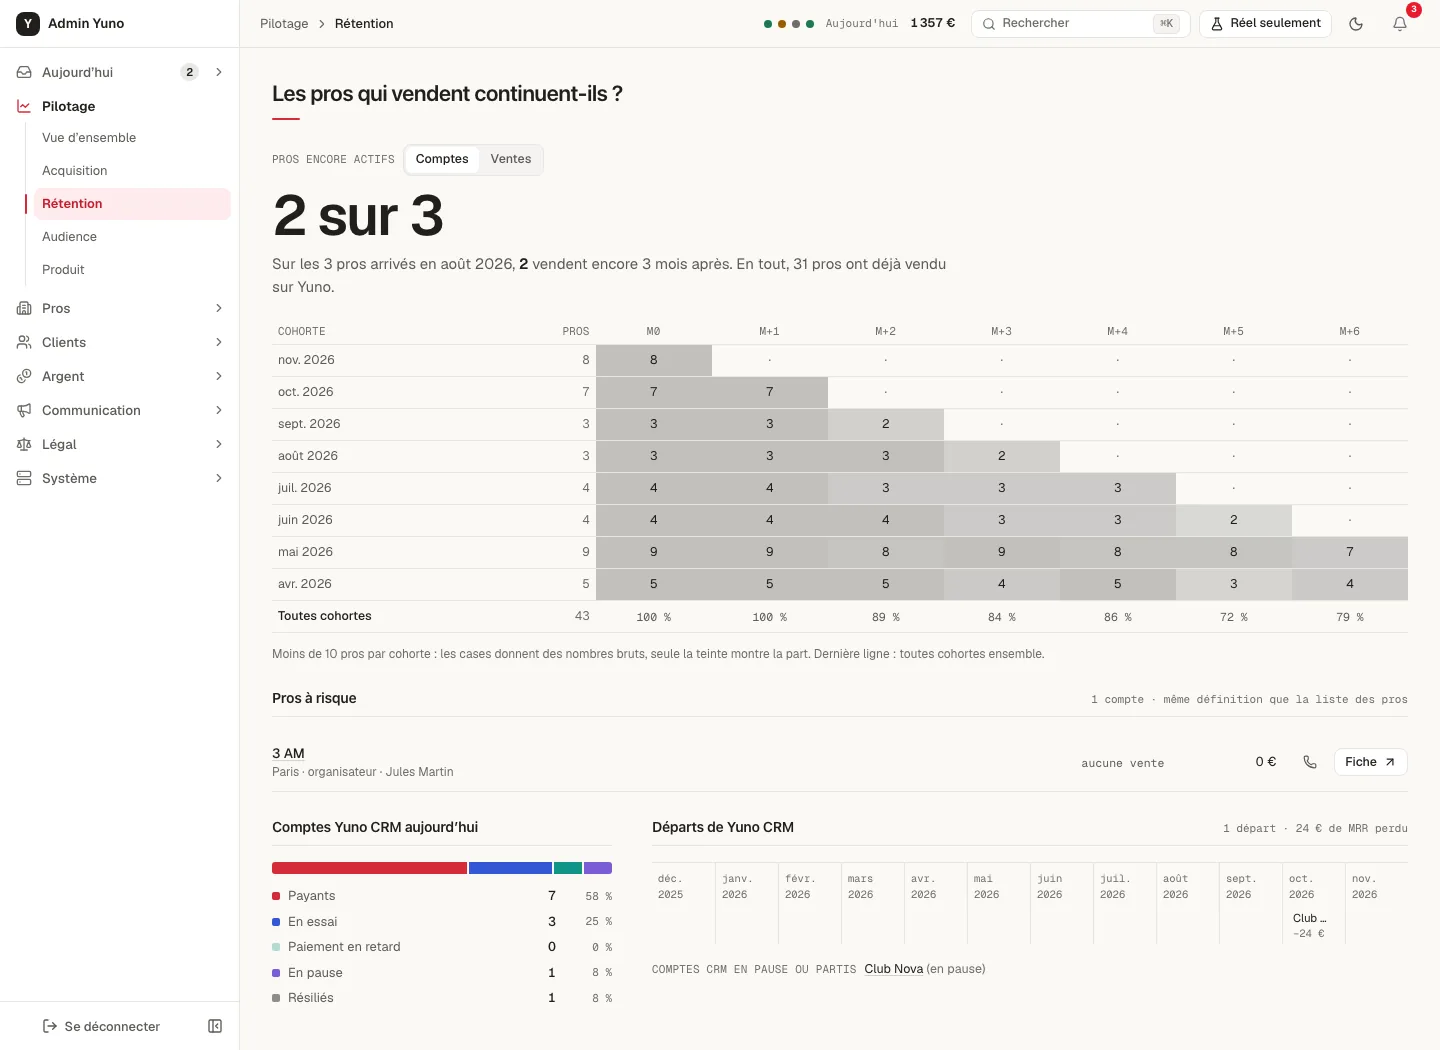 Y Admin Yuno
Pilotage > Rétention
Aujourd'hui 1 357 €
Rechercher ⌘K
Réel seulement
3
Aujourd’hui 2
Pilotage
Vue d’ensemble
Acquisition
Rétention
Audience
Produit
Pros
Clients
Argent
Communication
Légal
Système
Se déconnecter
Les pros qui vendent continuent-ils ?
PROS ENCORE ACTIFS Comptes Ventes
2 sur 3
Sur les 3 pros arrivés en août 2026, 2 vendent encore 3 mois après. En tout, 31 pros ont déjà vendu
sur Yuno.
COHORTE PROS M0 M+1 M+2 M+3 M+4 M+5 M+6
nov. 2026 8 8 · · · · · ·
oct. 2026 7 7 7 · · · · ·
sept. 2026 3 3 3 2 · · · ·
août 2026 3 3 3 3 2 · · ·
juil. 2026 4 4 4 3 3 3 · ·
juin 2026 4 4 4 4 3 3 2 ·
mai 2026 9 9 9 8 9 8 8 7
avr. 2026 5 5 5 5 4 5 3 4
Toutes cohortes 43 100 % 100 % 89 % 84 % 86 % 72 % 79 %
Moins de 10 pros par cohorte : les cases donnent des nombres bruts, seule la teinte montre la part. Dernière ligne : toutes cohortes ensemble.
Pros à risque 1 compte · même définition que la liste des pros
3 AM
Paris · organisateur · Jules Martin
aucune vente 0 € Fiche
Comptes Yuno CRM aujourd’hui
Payants 7 58 %
En essai 3 25 %
Paiement en retard 0 0 %
En pause 1 8 %
Résiliés 1 8 %
Départs de Yuno CRM 1 départ · 24 € de MRR perdu
déc. janv. févr. mars avr. mai juin juil. août sept. oct. nov.
2025 2026 2026 2026 2026 2026 2026 2026 2026 2026 2026 2026
Club …
−24 €
COMPTES CRM EN PAUSE OU PARTIS Club Nova (en pause)